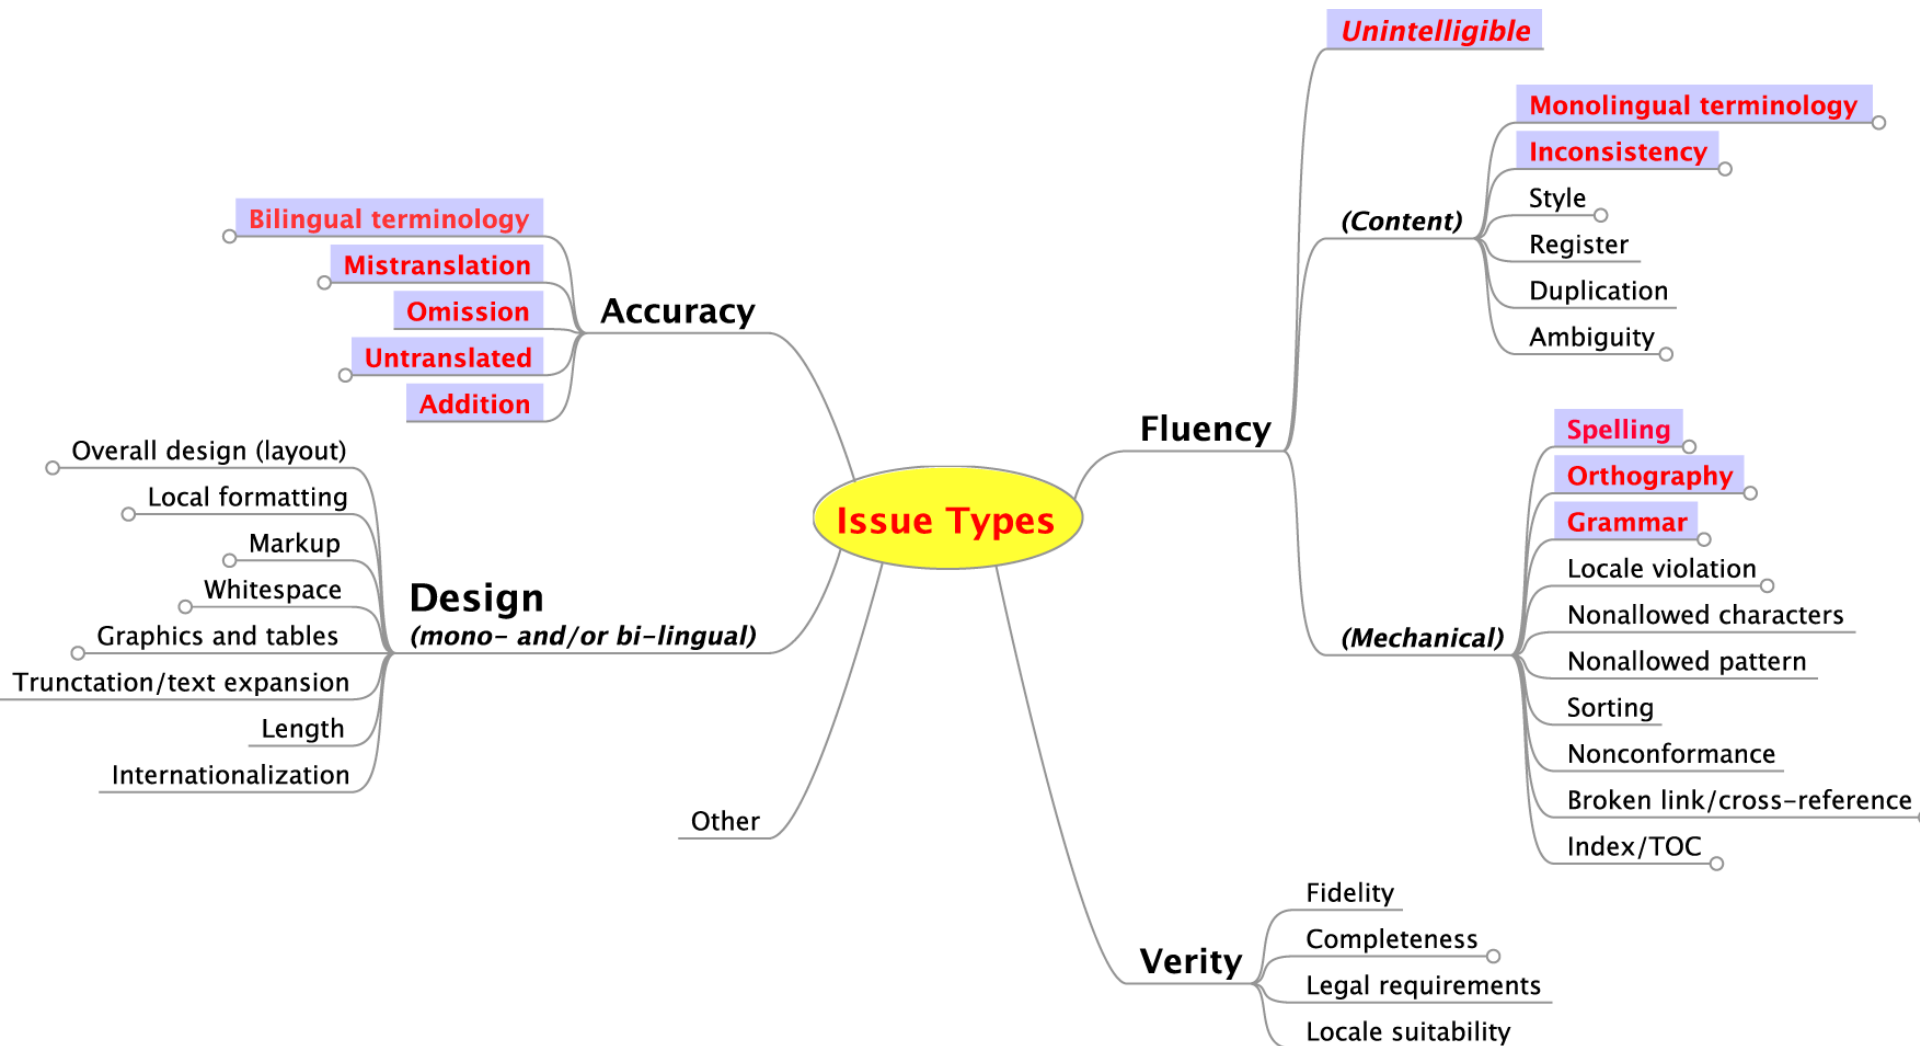 Issue Types
Accuracy
Bilingual terminology
Mistranslation
Omission
Untranslated
Addition
Design
(mono- and/or bi-lingual)
Overall design (layout)
Local formatting
Markup
Whitespace
Graphics and tables
Trunctation/text expansion
Length
Internationalization
Other
Fluency
Unintelligible
(Content)
Monolingual terminology
Inconsistency
Style
Register
Duplication
Ambiguity
(Mechanical)
Spelling
Orthography
Grammar
Locale violation
Nonallowed characters
Nonallowed pattern
Sorting
Nonconformance
Broken link/cross-reference
Index/TOC
Verity
Fidelity
Completeness
Legal requirements
Locale suitability